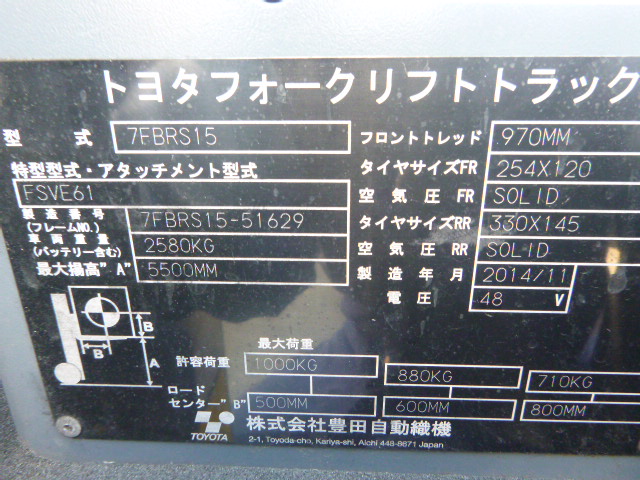 トヨタフォークリフトトラック
型 式 7FBRS15 フロントトレッド 970MM
特型型式・アタッチメント型式 タイヤサイズFR 254X120
FSVE61 空気圧 FR SOLID
製造番号(フレームNO.) 7FBRS15-51629 タイヤサイズRR 330X145
車両重量(バッテリー含む) 2580KG 空気圧 RR SOLID
最大揚高"A" 5500MM 製造年月 2014/11
電圧 48 V
B
B
A
最大荷重
許容荷重 1000KG 880KG 710KG
ロードセンター"B" 500MM 600MM 800MM
TOYOTA 株式会社豊田自動織機
2-1, Toyoda-cho, Kariya-shi, Aichi 448-8671 Japan